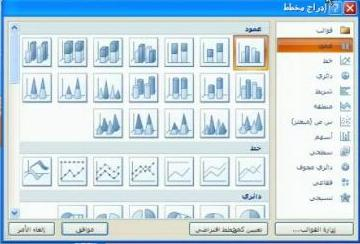 إدراج مخطط
قوالب
عمود
خط
دائري
شريط
منطقة
س ص (مبعثر)
أسهم
سطحي
دائري مجوف
فقاعي
نسيجي
عمود
خط
دائري
إدارة القوالب...
تعيين كمخطط افتراضي
موافق
إلغاء الأمر